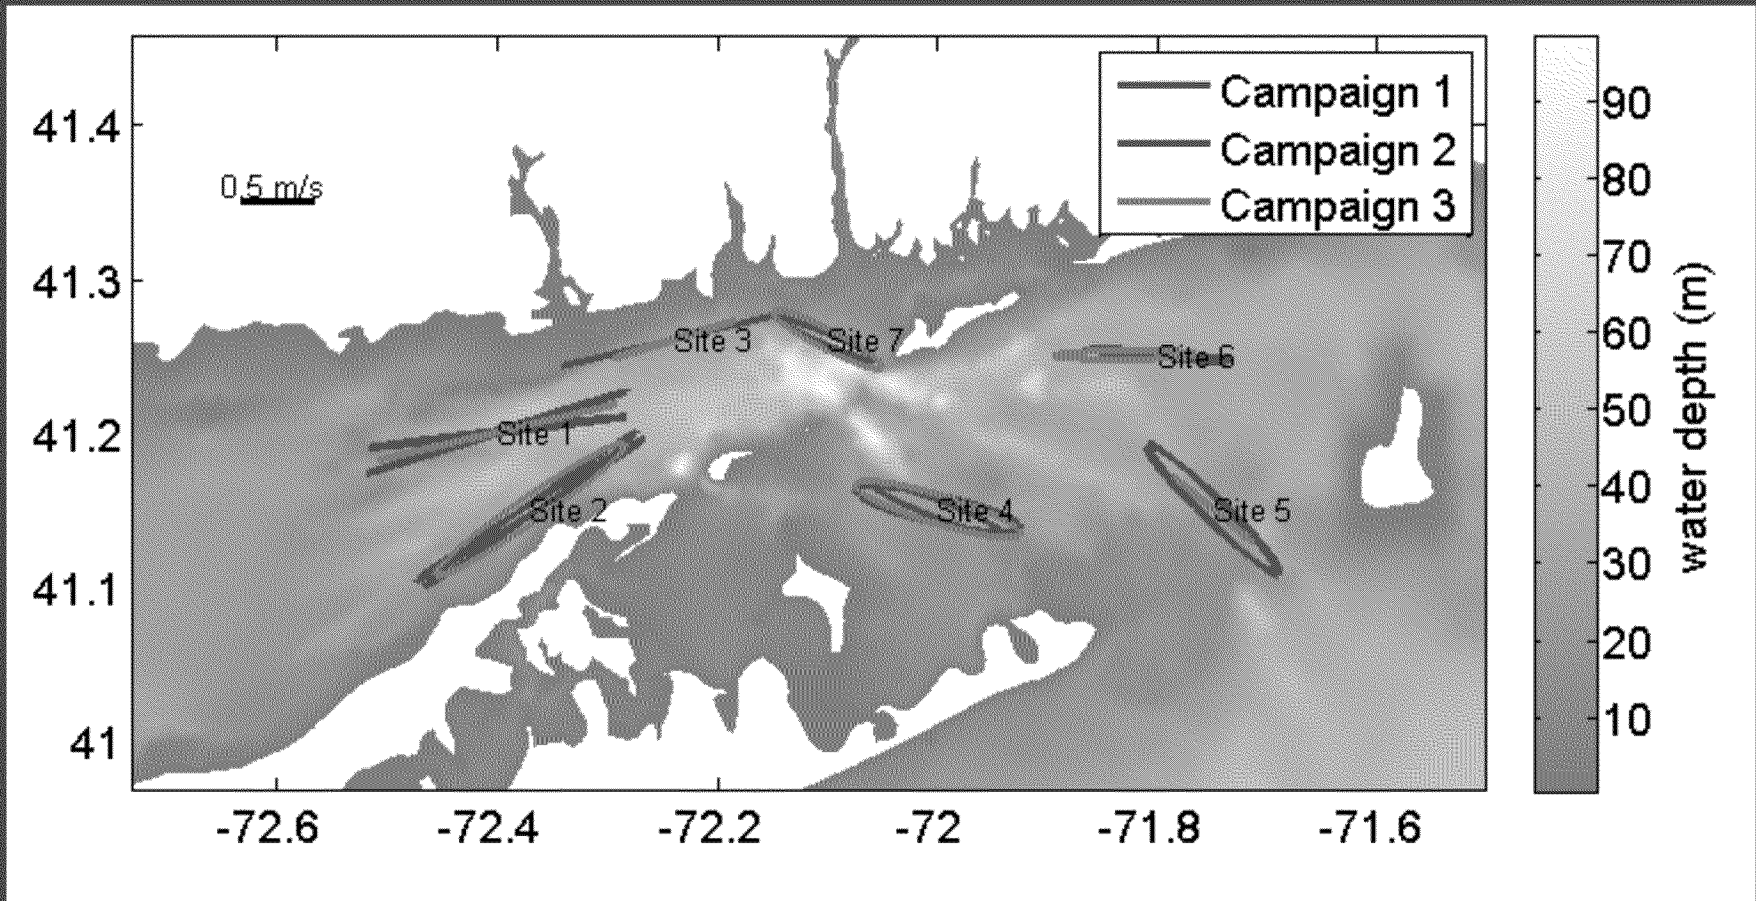 Campaign 1
Campaign 2
Campaign 3
0.5 m/s
41.4
41.3
41.2
41.1
41
Site 3
Site 7
Site 6
Site 1
Site 2
Site 4
Site 5
-72.6
-72.4
-72.2
-72
-71.8
-71.6
90
80
70
60
50
40
30
20
10
water depth (m)